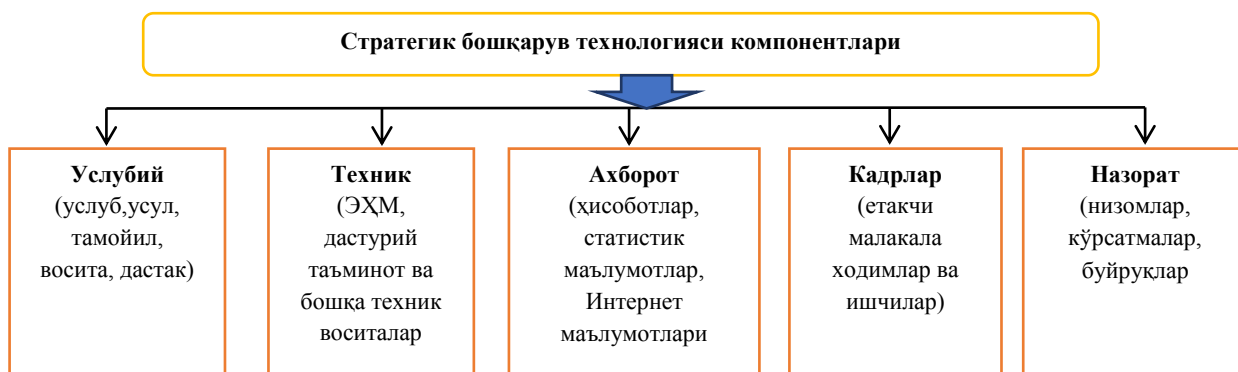 Стратегик бошқарув технологияси компонентлари
Услубий
(услуб,усул,
тамойил,
восита, дастак)
Техник
(ЭҲМ,
дастурий
таъминот ва
бошқа техник
воситалар
Ахборот
(ҳисоботлар,
статистик
маълумотлар,
Интернет
маълумотлари
Кадрлар
(етакчи
малакала
ходимлар ва
ишчилар)
Назорат
(низомлар,
кўрсатмалар,
буйруқлар